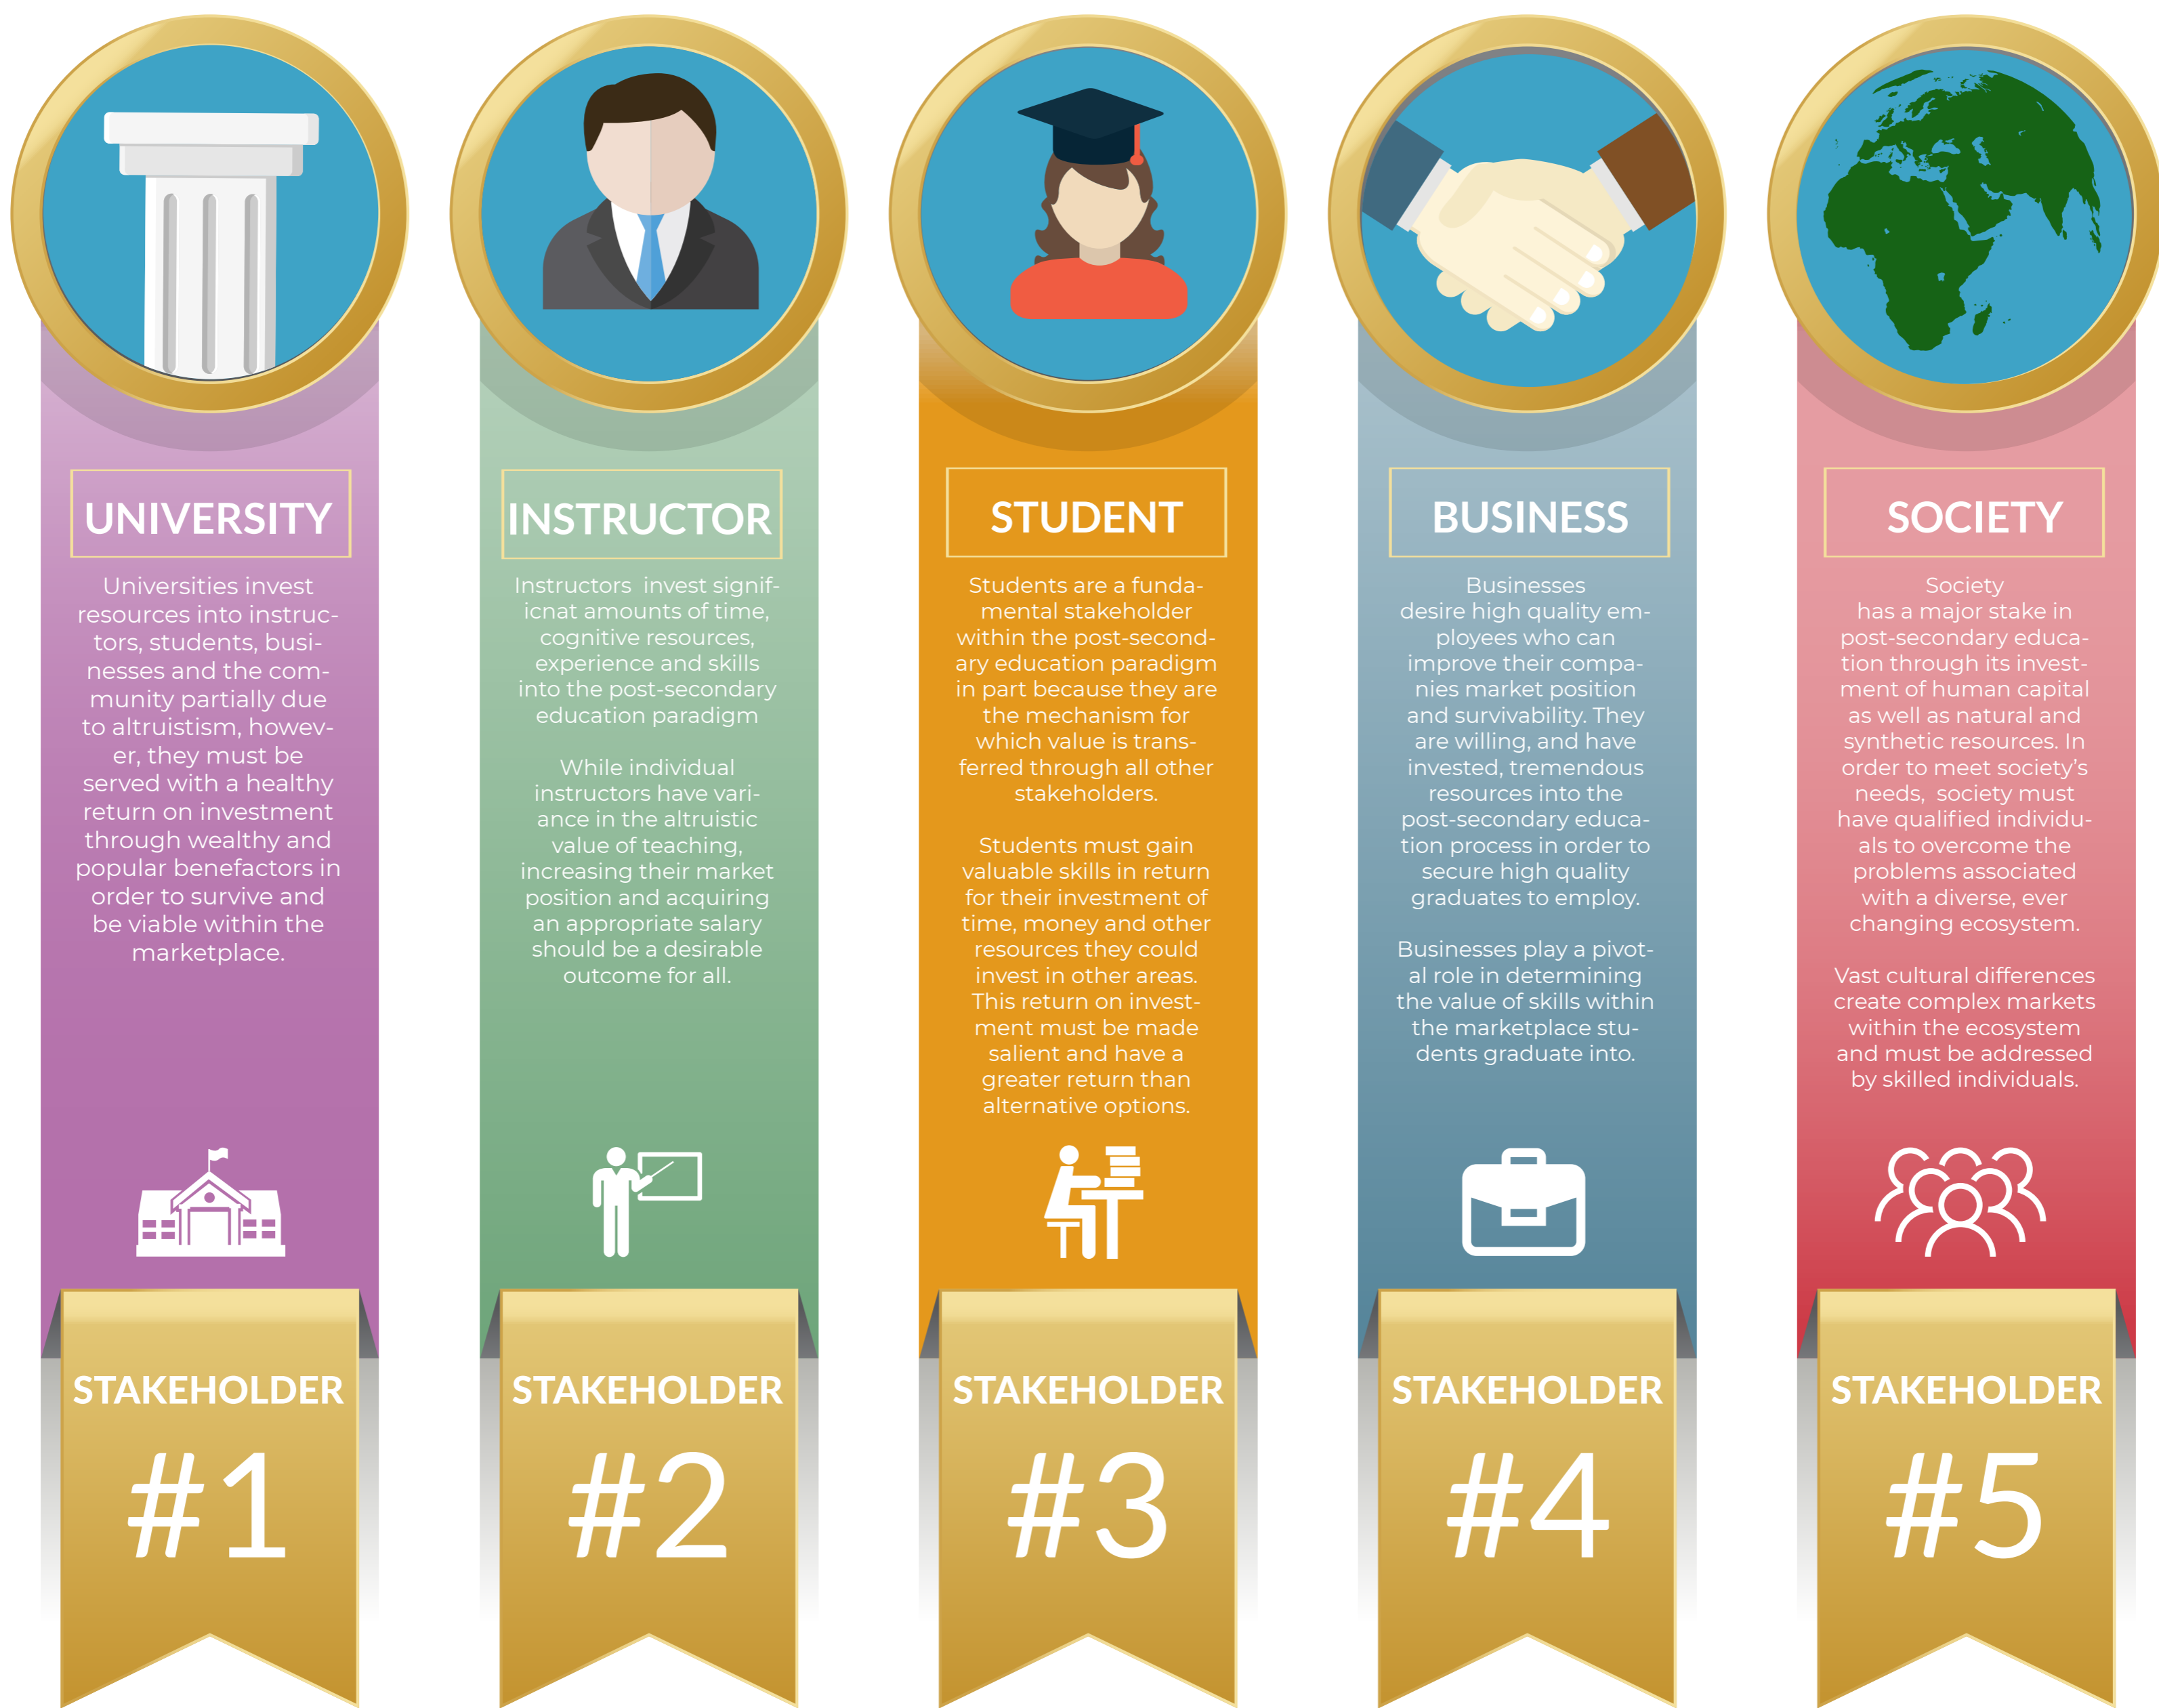 UNIVERSITY
Universities invest
resources into instruc-
tors, students, busi-
nesses and the com-
munity partially due
to altruistism, howev-
er, they must be
served with a healthy
return on investment
through wealthy and
popular benefactors in
order to survive and
be viable within the
marketplace.
STAKEHOLDER
#1
INSTRUCTOR
Instructors  invest signif-
icnat amounts of time,
cognitive resources,
experience and skills
into the post-secondary
education paradigm
While individual
instructors have vari-
ance in the altruistic
value of teaching,
increasing their market
position and acquiring
an appropriate salary
should be a desirable
outcome for all.
STAKEHOLDER
#2
STUDENT
Students are a funda-
mental stakeholder
within the post-second-
ary education paradigm
in part because they are
the mechanism for
which value is trans-
ferred through all other
stakeholders.
Students must gain
valuable skills in return
for their investment of
time, money and other
resources they could
invest in other areas.
This return on invest-
ment must be made
salient and have a
greater return than
alternative options.
STAKEHOLDER
#3
BUSINESS
Businesses
desire high quality em-
ployees who can
improve their compa-
nies market position
and survivability. They
are willing, and have
invested, tremendous
resources into the
post-secondary educa-
tion process in order to
secure high quality
graduates to employ.
Businesses play a pivot-
al role in determining
the value of skills within
the marketplace stu-
dents graduate into.
STAKEHOLDER
#4
SOCIETY
Society
has a major stake in
post-secondary educa-
tion through its invest-
ment of human capital
as well as natural and
synthetic resources. In
order to meet society’s
needs,  society must
have qualified individu-
als to overcome the
problems associated
with a diverse, ever
changing ecosystem.
Vast cultural differences
create complex markets
within the ecosystem
and must be addressed
by skilled individuals.
STAKEHOLDER
#5